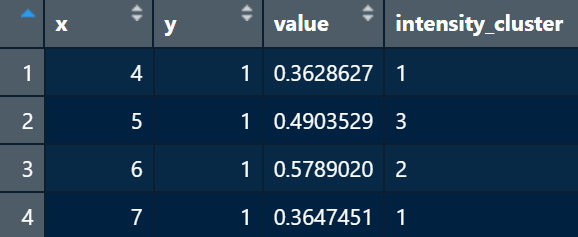 x y value intensity_cluster
1 4 1 0.3628627 1
2 5 1 0.4903529 3
3 6 1 0.5789020 2
4 7 1 0.3647451 1